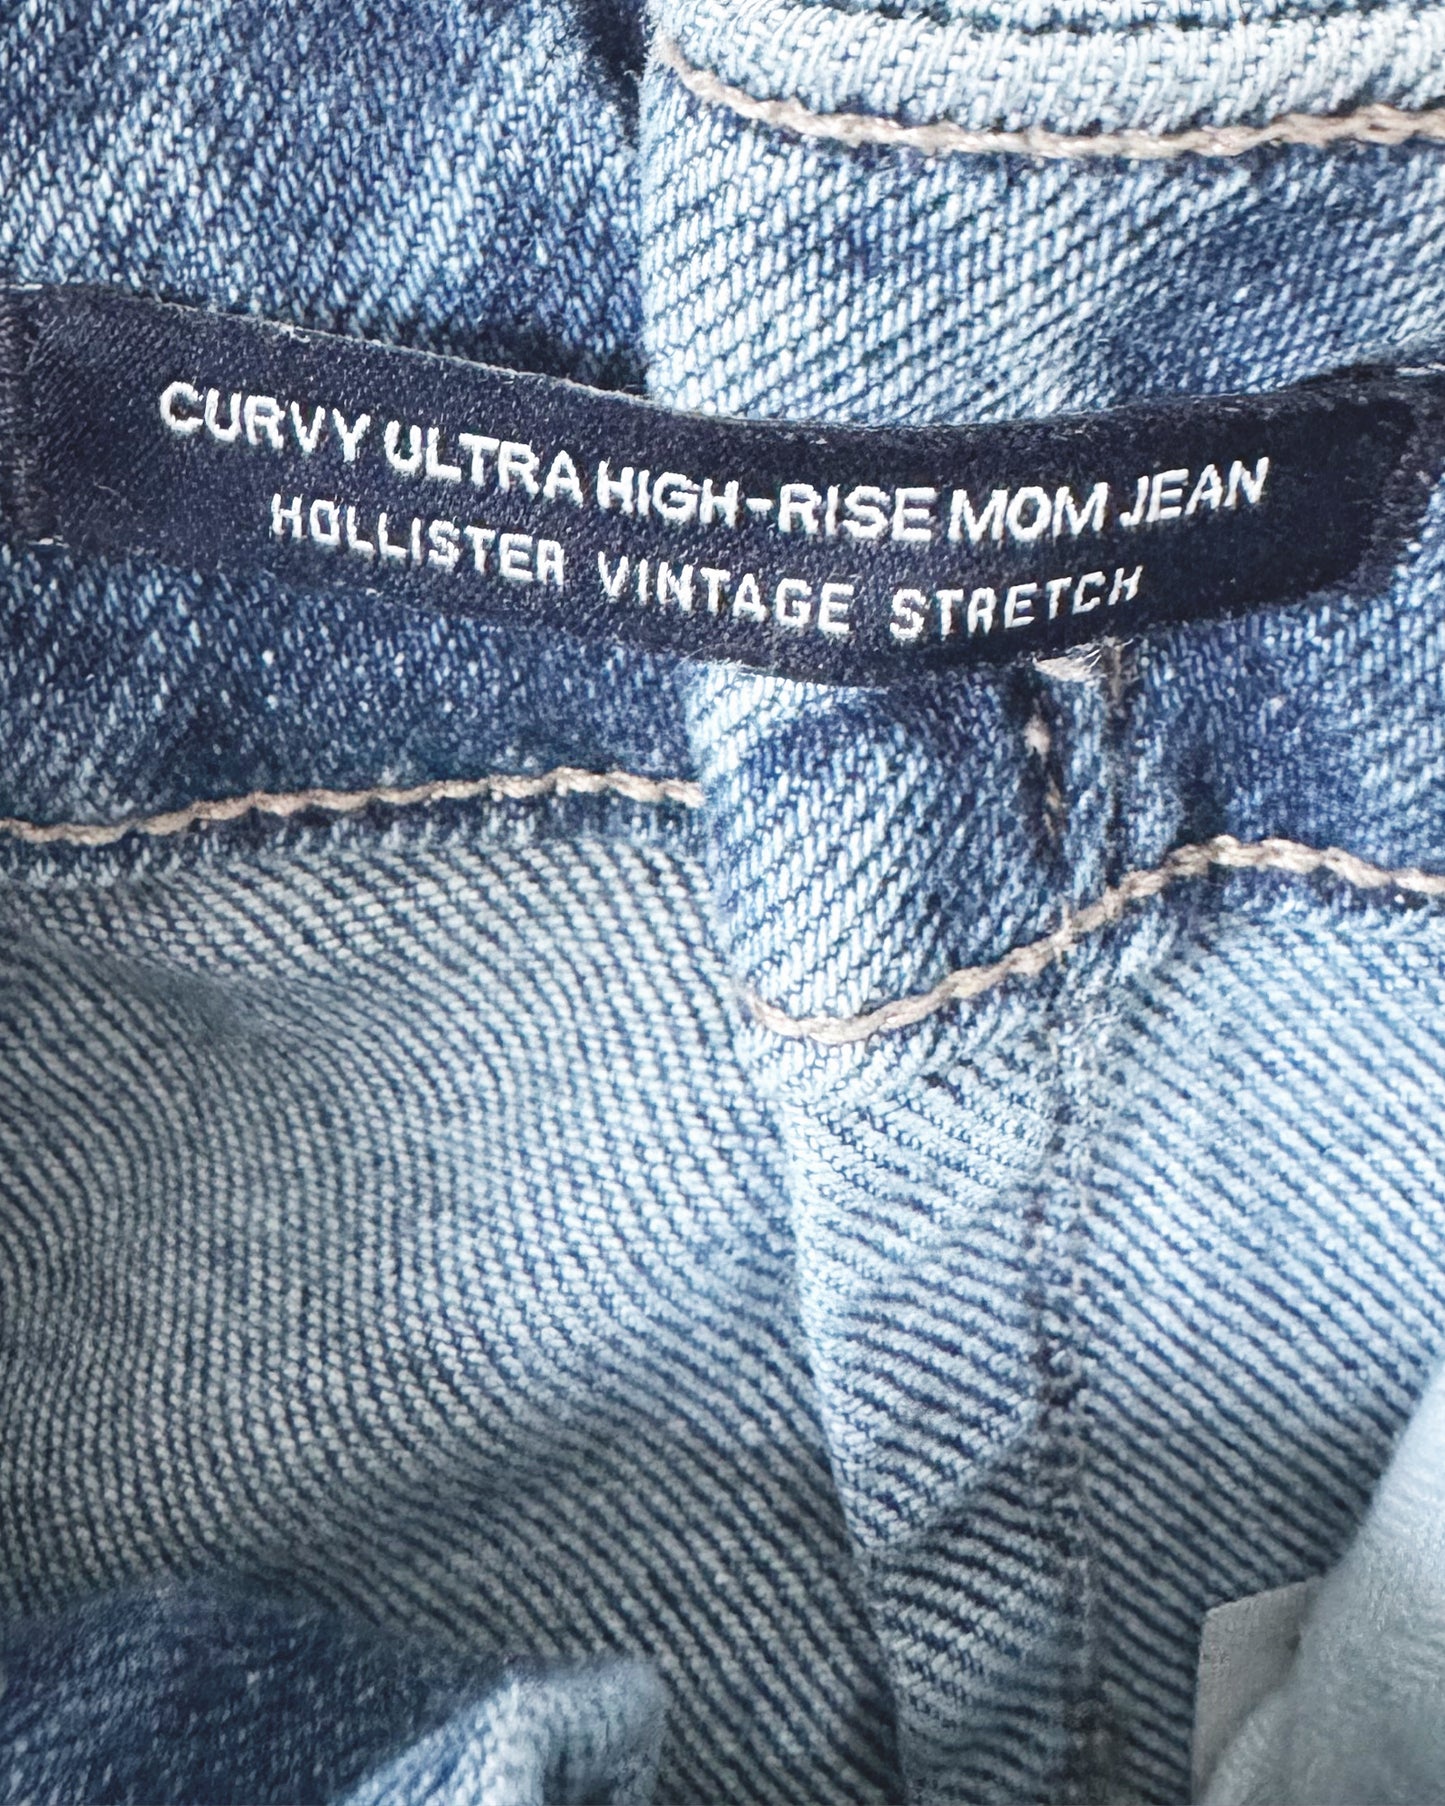 CURVY ULTRA HIGH-RISE MOM JEAN
HOLLISTER VINTAGE STRETCH